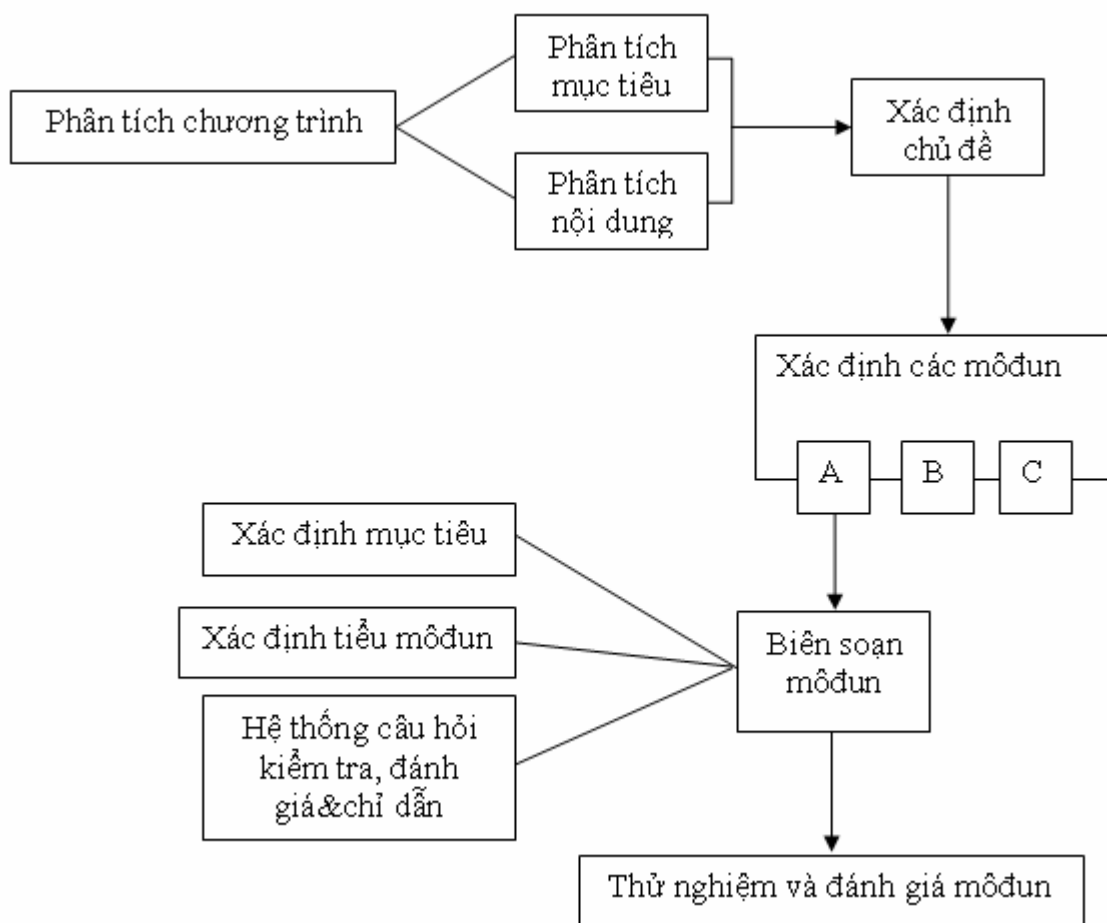 Phân tích chương trình
Phân tích
mục tiêu
Phân tích
nội dung
Xác định
chủ đề
Xác định các môđun
A
B
C
Xác định mục tiêu
Xác định tiểu môđun
Hệ thống câu hỏi
kiểm tra, đánh
giá&chỉ dẫn
Biên soạn
môđun
Thử nghiệm và đánh giá môđun